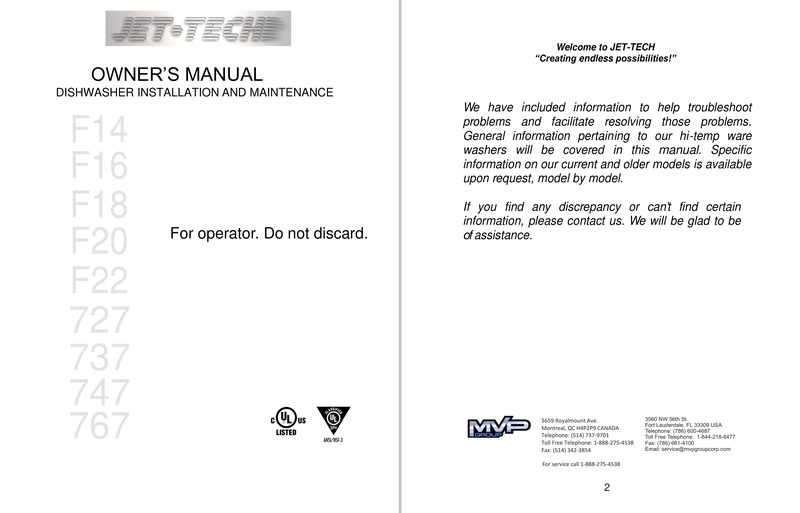 JET-TECH
OWNER'S MANUAL
DISHWASHER INSTALLATION AND MAINTENANCE
F14
F16
F18
F20
For operator. Do not discard.
F22
727
737
747
767
C UL US
LISTED
CLASSIFIED
UL
ANSI/NSF-3
Welcome to JET-TECH
“Creating endless possibilities!”
We have included information to help troubleshoot
problems and facilitate resolving those problems.
General information pertaining to our hi-temp ware
washers will be covered in this manual. Specific
information on our current and older models is available
upon request, model by model.
If you find any discrepancy or can't find certain
information, please contact us. We will be glad to be
of assistance.
MVP
GROUP
5659 Royalmount Ave.
Montreal, QC H4P2P9 CANADA
Telephone: (514) 737-9701
Toll Free Telephone: 1-888-275-4538
Fax: (514) 342-3854
For service call 1-888-275-4538
3560 NW 56th St.
Fort Lauderdale, FL 33309 USA
Telephone: (786) 600-4687
Toll Free Telephone: 1-844-218-8477
Fax: (786) 661-4100
Email: service@mvpgroupcorp.com
2